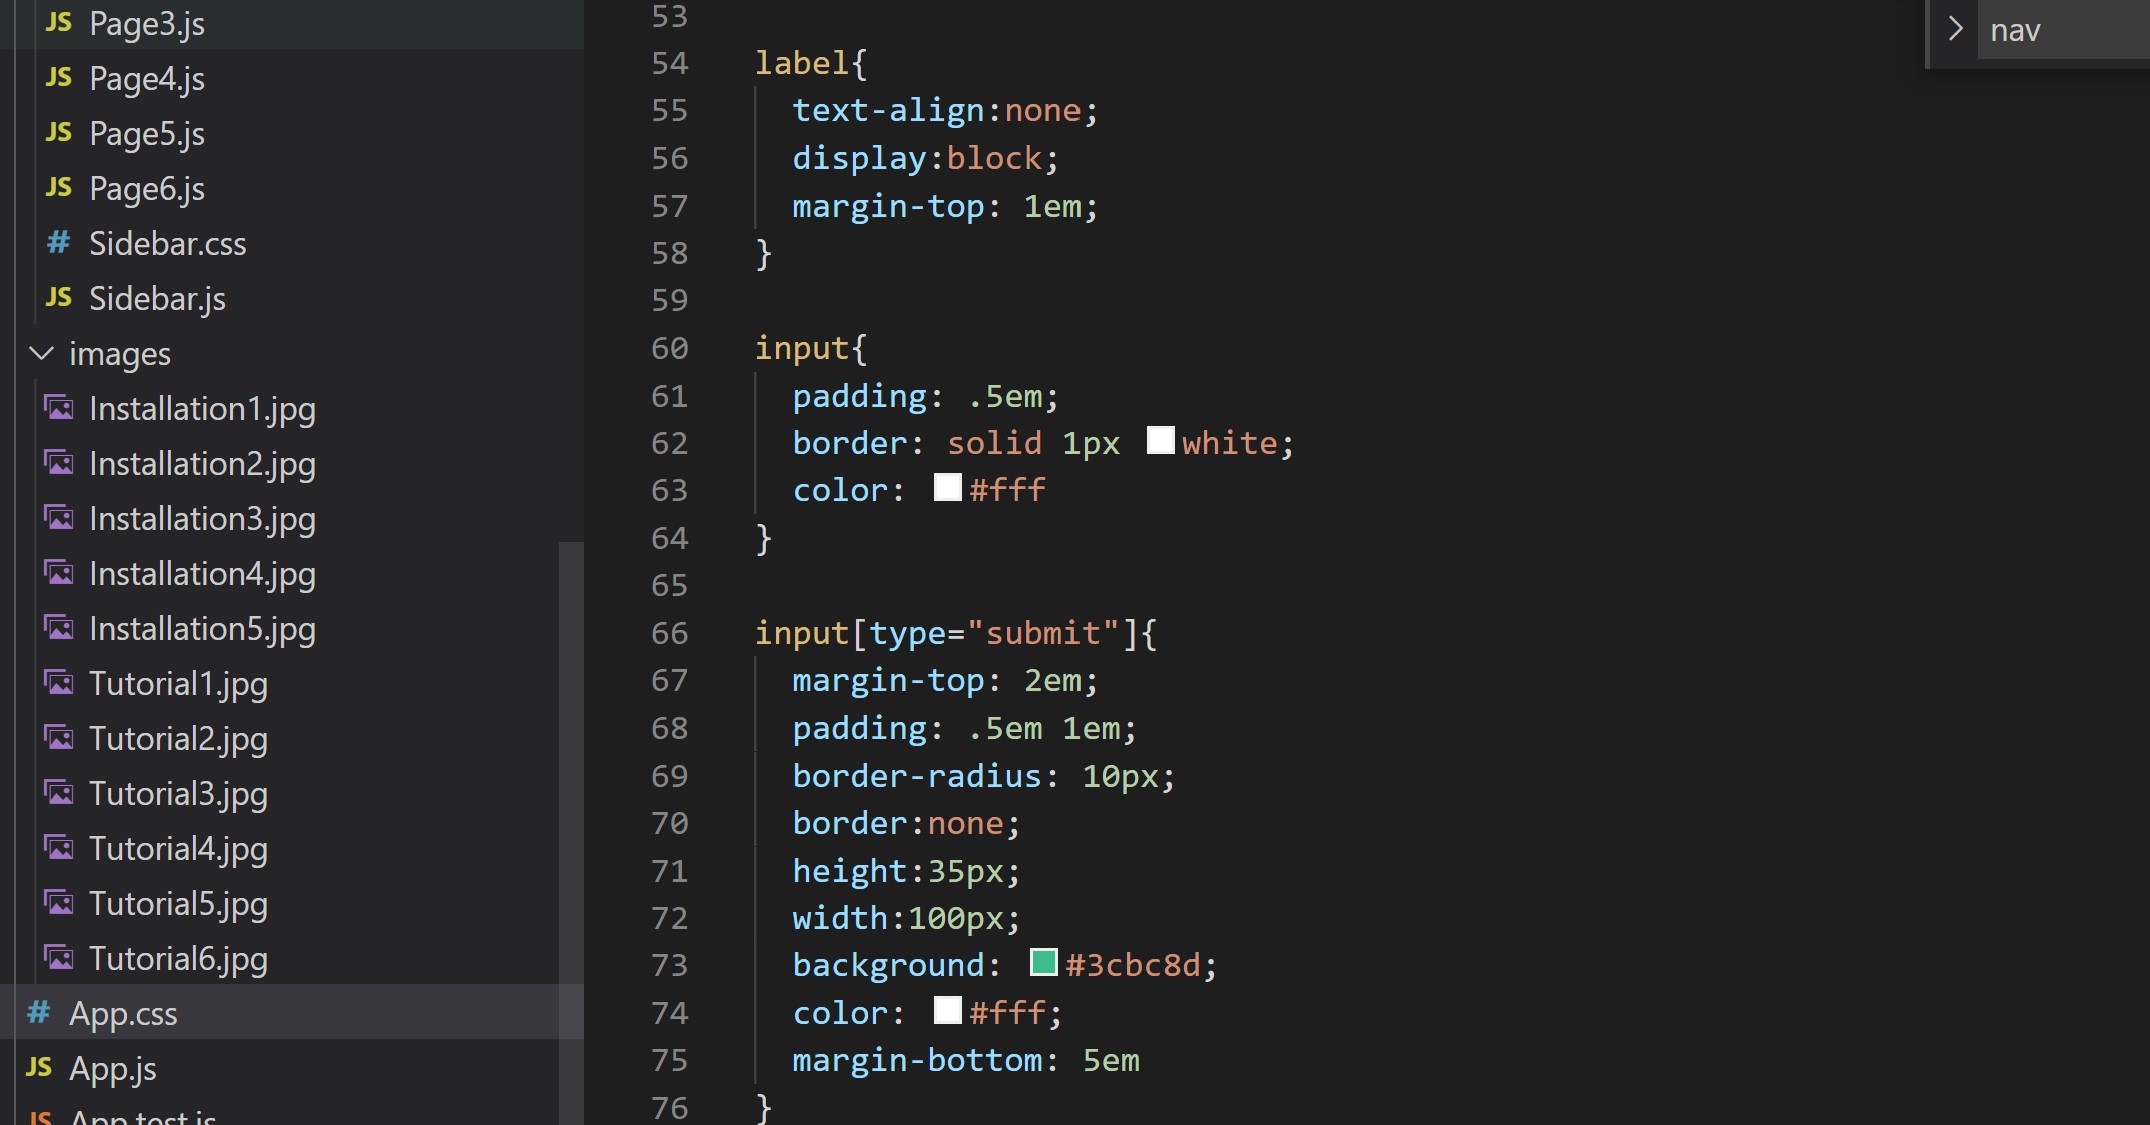 JS Page3.js
JS Page4.js
JS Page5.js
JS Page6.js
# Sidebar.css
JS Sidebar.js
images
Installation1.jpg
Installation2.jpg
Installation3.jpg
Installation4.jpg
Installation5.jpg
Tutorial1.jpg
Tutorial2.jpg
Tutorial3.jpg
Tutorial4.jpg
Tutorial5.jpg
Tutorial6.jpg
# App.css
JS App.js
JS App.test.js
53
54 label{
55 text-align:none;
56 display:block;
57 margin-top: 1em;
58 }
59
60 input{
61 padding: .5em;
62 border: solid 1px white;
63 color: #fff
64 }
65
66 input[type="submit"]{
67 margin-top: 2em;
68 padding: .5em 1em;
69 border-radius: 10px;
70 border:none;
71 height:35px;
72 width:100px;
73 background: #3cbc8d;
74 color: #fff;
75 margin-bottom: 5em
76 }
> nav